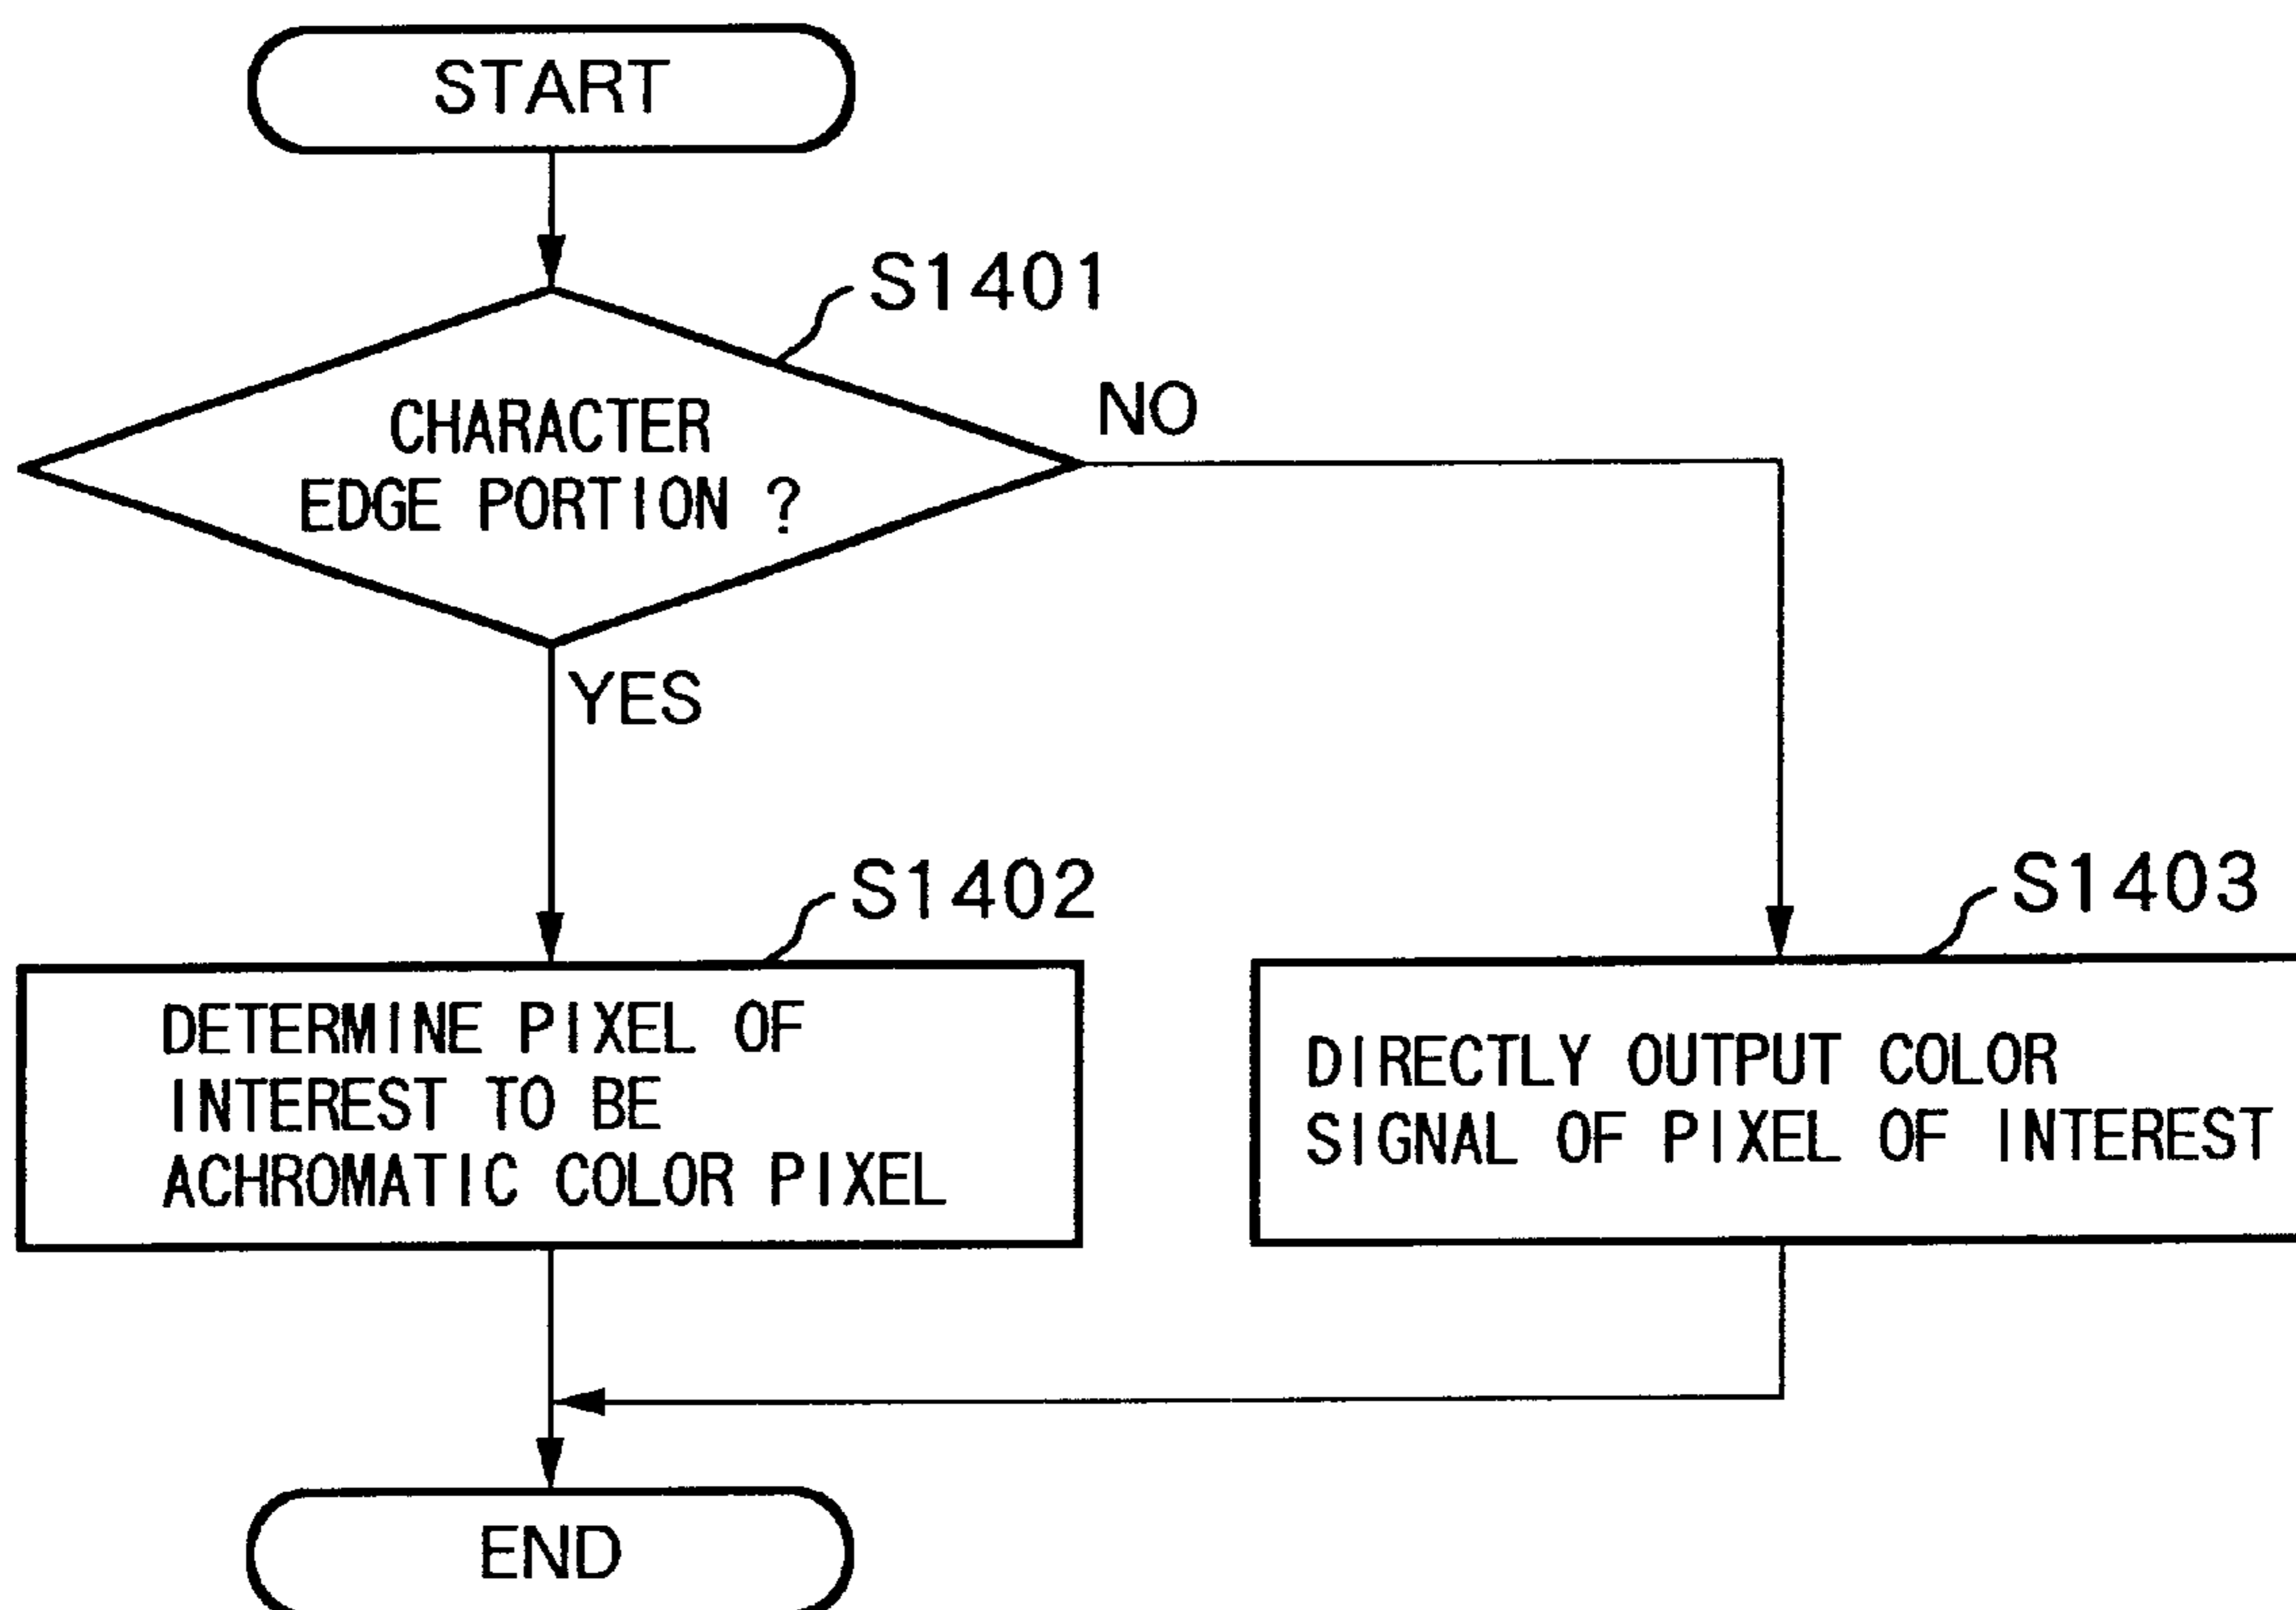 START
S1401
CHARACTER
EDGE PORTION ?
NO
YES
S1402
S1403
DETERMINE PIXEL OF
INTEREST TO BE
ACHROMATIC COLOR PIXEL
DIRECTLY OUTPUT COLOR
SIGNAL OF PIXEL OF INTEREST
END